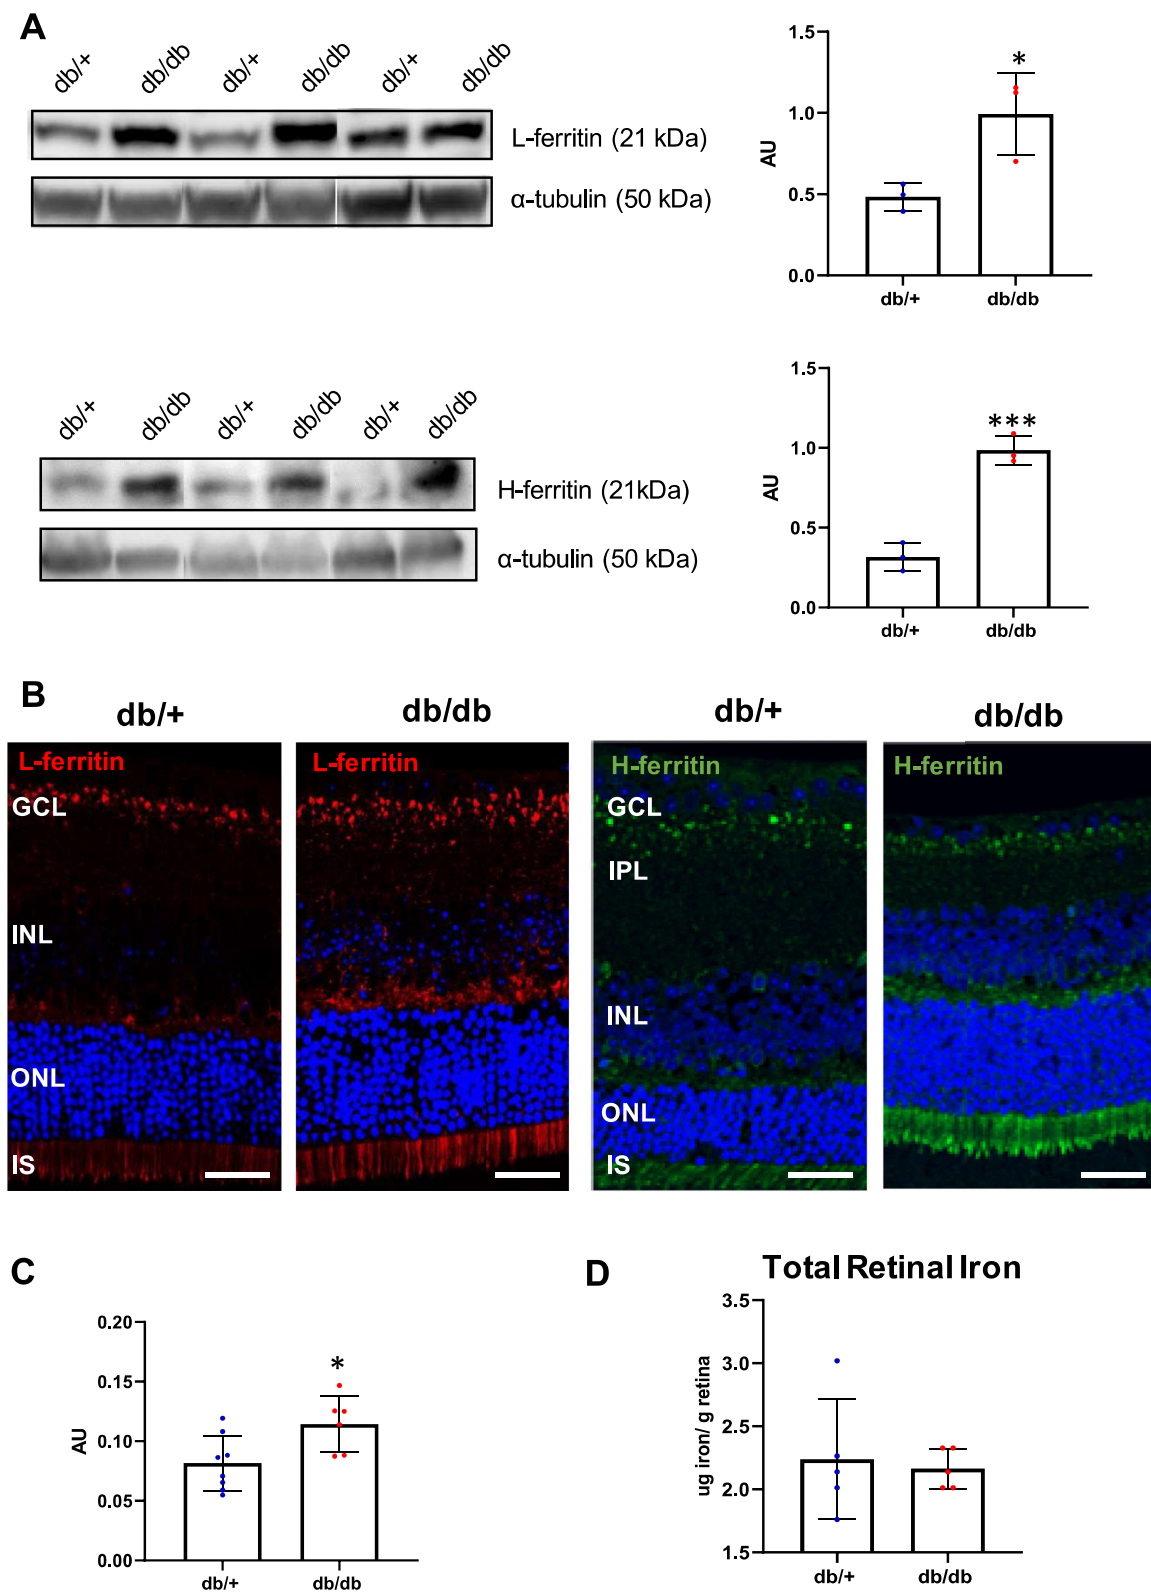 A
db/+ db/db db/+ db/db db/+ db/db
L-ferritin (21 kDa)
α-tubulin (50 kDa)
1.5
*
1.0
AU
0.5
0.0
db/+ db/db
db/+ db/db db/+ db/db db/+ db/db
H-ferritin (21kDa)
α-tubulin (50 kDa)
1.5
***
1.0
AU
0.5
0.0
db/+ db/db
B
db/+ db/db db/+ db/db
L-ferritin L-ferritin H-ferritin H-ferritin
GCL
INL
ONL
IS
GCL
IPL
INL
ONL
IS
C
0.20
*
0.15
0.10
AU
0.05
0.00
db/+ db/db
D
Total Retinal Iron
3.5
3.0
2.5
ug iron/ g retina
2.0
1.5
db/+ db/db